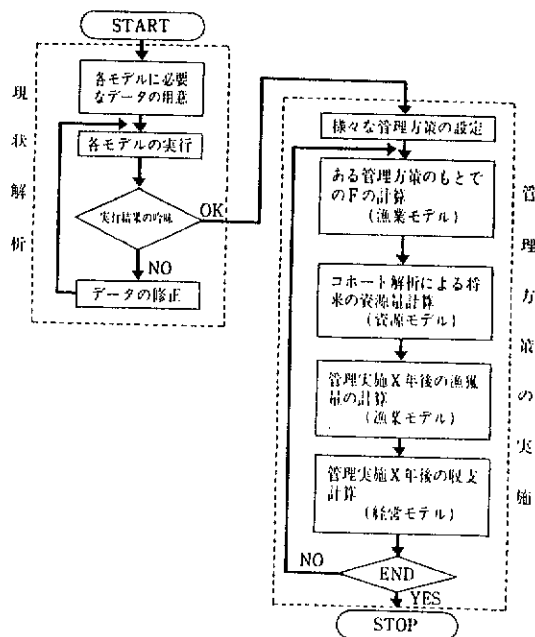 START
現状解析
各モデルに必要
なデータの用意
各モデルの実行
実行結果の吟味
OK
NO
データの修正
管理方策の実施
様々な管理方策の設定
ある管理方策のもとで
のFの計算
(漁業モデル)
コホート解析による将
来の資源量計算
(資源モデル)
管理実施X年後の漁獲
量の計算
(漁業モデル)
管理実施X年後の収支
計算
(経営モデル)
NO
END
YES
STOP